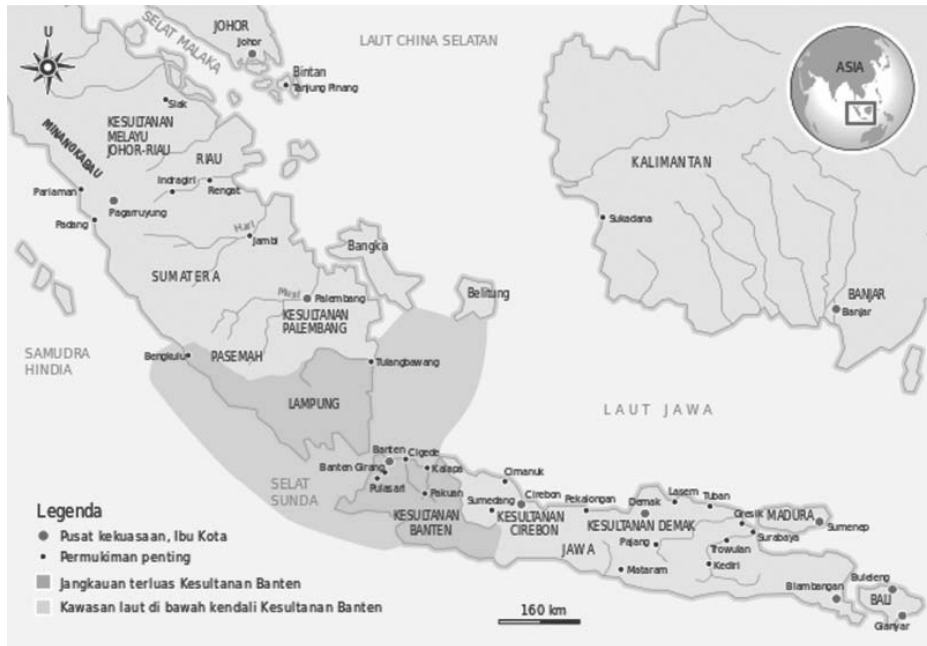 U
JOHOR
Johor
SELAT MALAKA
LAUT CHINA SELATAN
ASIA
Bintan
Tanjung Pinang
Siak
KESULTANAN
MELAYU
JOHOR-RIAU
MINANGKABAU
RIAU
KALIMANTAN
Indragiri
Rengat
Pariaman
Pagarruyung
Padang
Hari
Jambi
Sukadana
Bangka
SUMATERA
Musi
Palembang
Belitung
BANJAR
Banjar
KESULTANAN
PALEMBANG
SAMUDRA
HINDIA
Bengkulu
PASEMAH
Tulangbawang
LAMPUNG
LAUT JAWA
Banten
Cigede
Banten Girang
Kalapa
Cimanuk
SELAT
SUNDA
Pulasari
Pakuan
Sumedang
Cirebon
Pekalongan
Demak
Lasem
Tuban
Gresik
MADURA
Sumenep
Legenda
KESULTANAN
BANTEN
KESULTANAN
CIREBON
KESULTANAN DEMAK
Surabaya
Pusat kekuasaan, Ibu Kota
JAWA
Pajang
Trowulan
Permukiman penting
Mataram
Kediri
Jangkauan terluas Kesultanan Banten
Blambangan
Buleleng
BALI
Kawasan laut di bawah kendali Kesultanan Banten
160 km
Gianyar